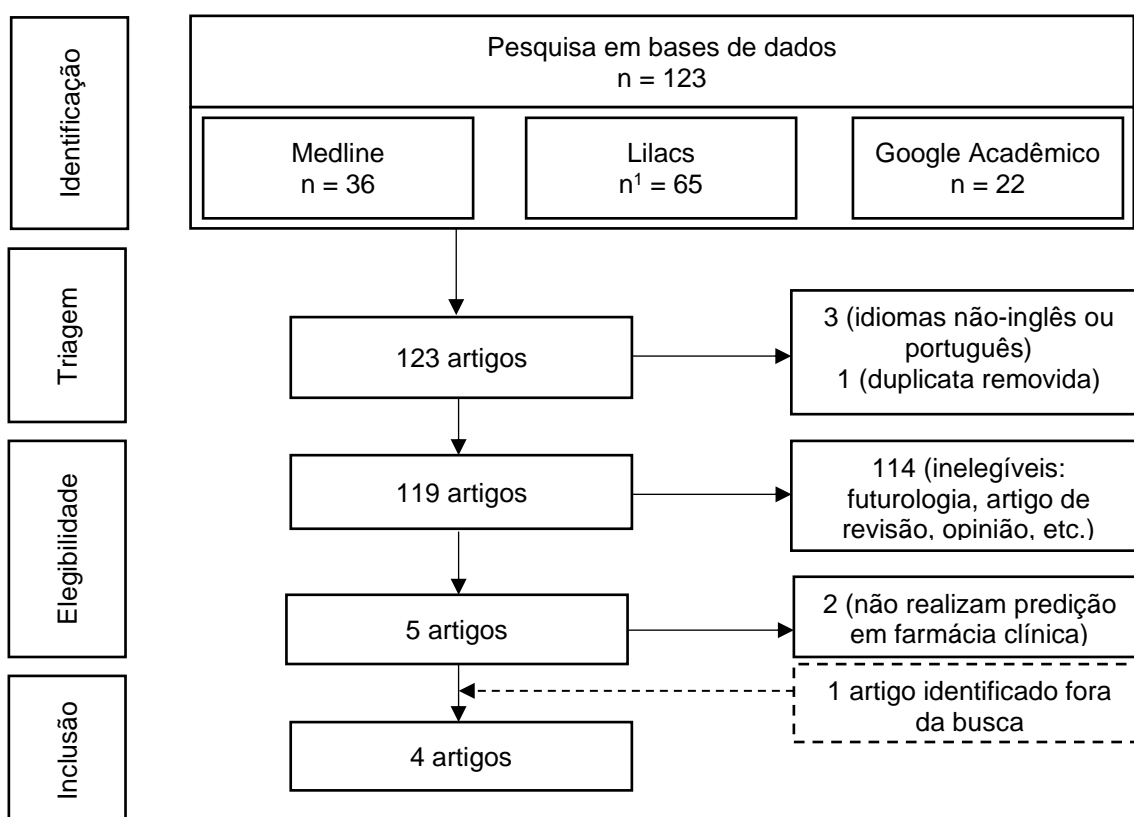 Identificação
Pesquisa em bases de dados
n = 123
Medline
n = 36
Lilacs
n¹ = 65
Google Acadêmico
n = 22
Triagem
123 artigos
3 (idiomas não-inglês ou
português)
1 (duplicata removida)
Elegibilidade
119 artigos
114 (inelegíveis:
futurologia, artigo de
revisão, opinião, etc.)
5 artigos
2 (não realizam predição
em farmácia clínica)
Inclusão
1 artigo identificado fora
da busca
4 artigos